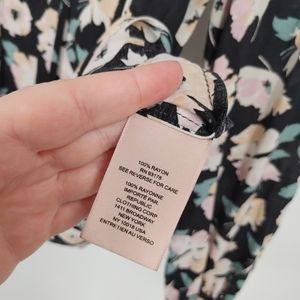 100% RAYON
RN 93178
SEE REVERSE FOR CARE
100% RAYONNE
IMPORTE PAR
REPUBLIC
CLOTHING CORP
1411 BROADWAY
NEW YORK
NY 10018 USA
ENTRETIEN AU VERSO